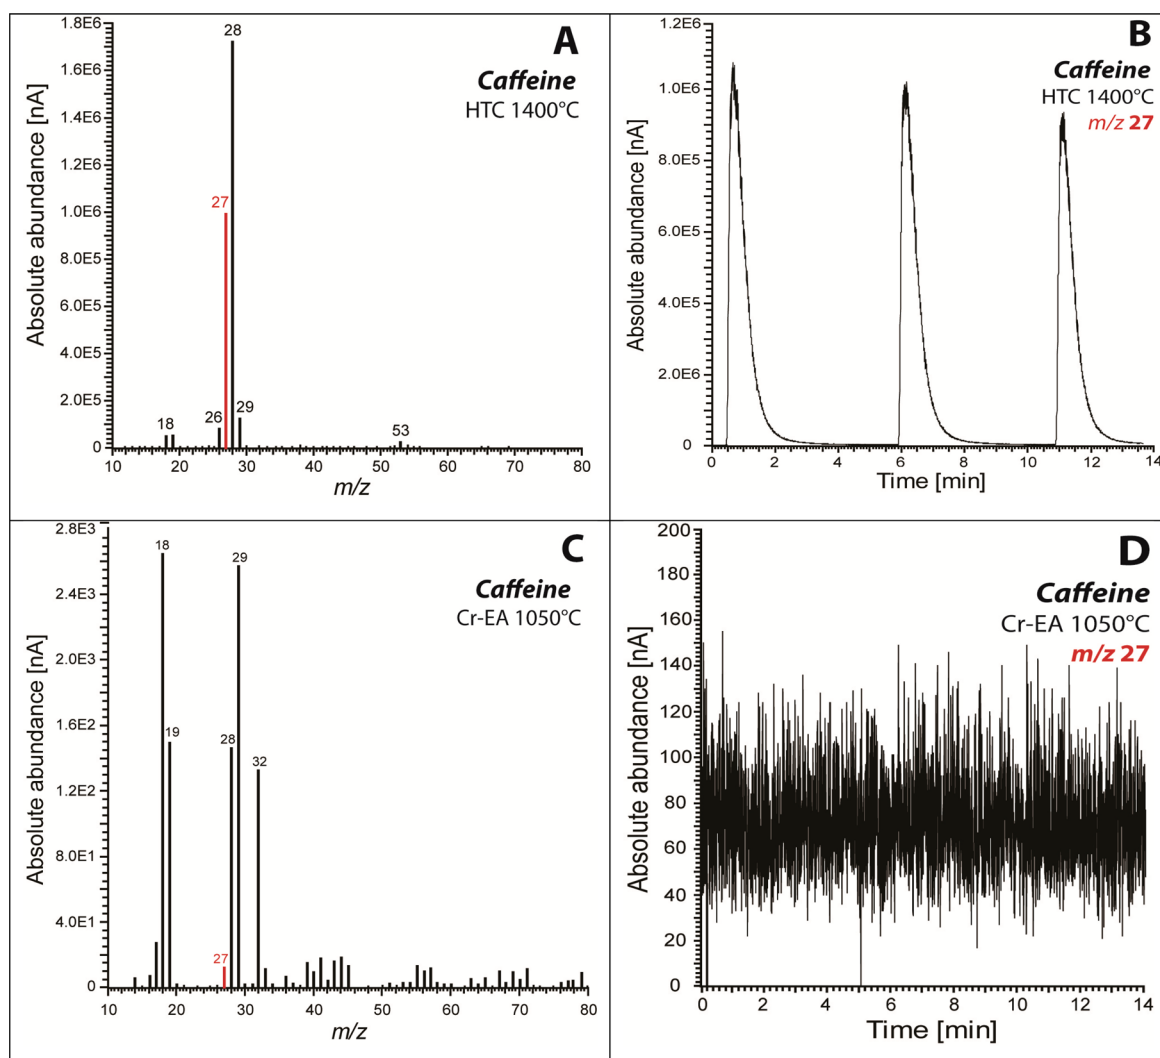 A
Caffeine
HTC 1400°C
Absolute abundance [nA]
1.8E6
1.6E6
1.4E6
1.2E6
1.0E6
8.0E5
6.0E5
4.0E5
2.0E5
0
28
27
18
26
29
53
10 20 30 40 50 60 70 80
m/z
B
Caffeine
HTC 1400°C
m/z 27
Absolute abundance [nA]
1.2E6
1.0E6
8.0E5
6.0E5
4.0E5
2.0E6
0
0 2 4 6 8 10 12 14
Time [min]
C
Caffeine
Cr-EA 1050°C
Absolute abundance [nA]
2.8E3
2.4E3
2.0E3
1.6E2
1.2E2
8.0E1
4.0E1
0
18
29
19
28
32
27
10 20 30 40 50 60 70 80
m/z
D
Caffeine
Cr-EA 1050°C
m/z 27
Absolute abundance [nA]
200
180
160
140
120
100
80
60
40
20
0
0 2 4 6 8 10 12 14
Time [min]